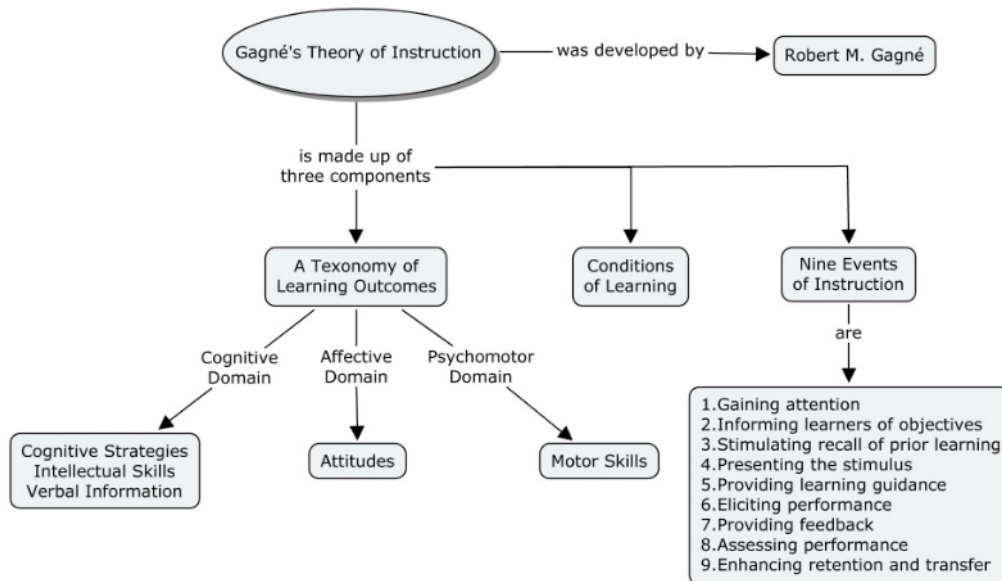 Gagné's Theory of Instruction
was developed by
Robert M. Gagné
is made up of
three components
A Texonomy of
Learning Outcomes
Conditions
of Learning
Nine Events
of Instruction
Cognitive
Domain
Affective
Domain
Psychomotor
Domain
are
Cognitive Strategies
Intellectual Skills
Verbal Information
Attitudes
Motor Skills
1.Gaining attention
2.Informing learners of objectives
3.Stimulating recall of prior learning
4.Presenting the stimulus
5.Providing learning guidance
6.Eliciting performance
7.Providing feedback
8.Assessing performance
9.Enhancing retention and transfer